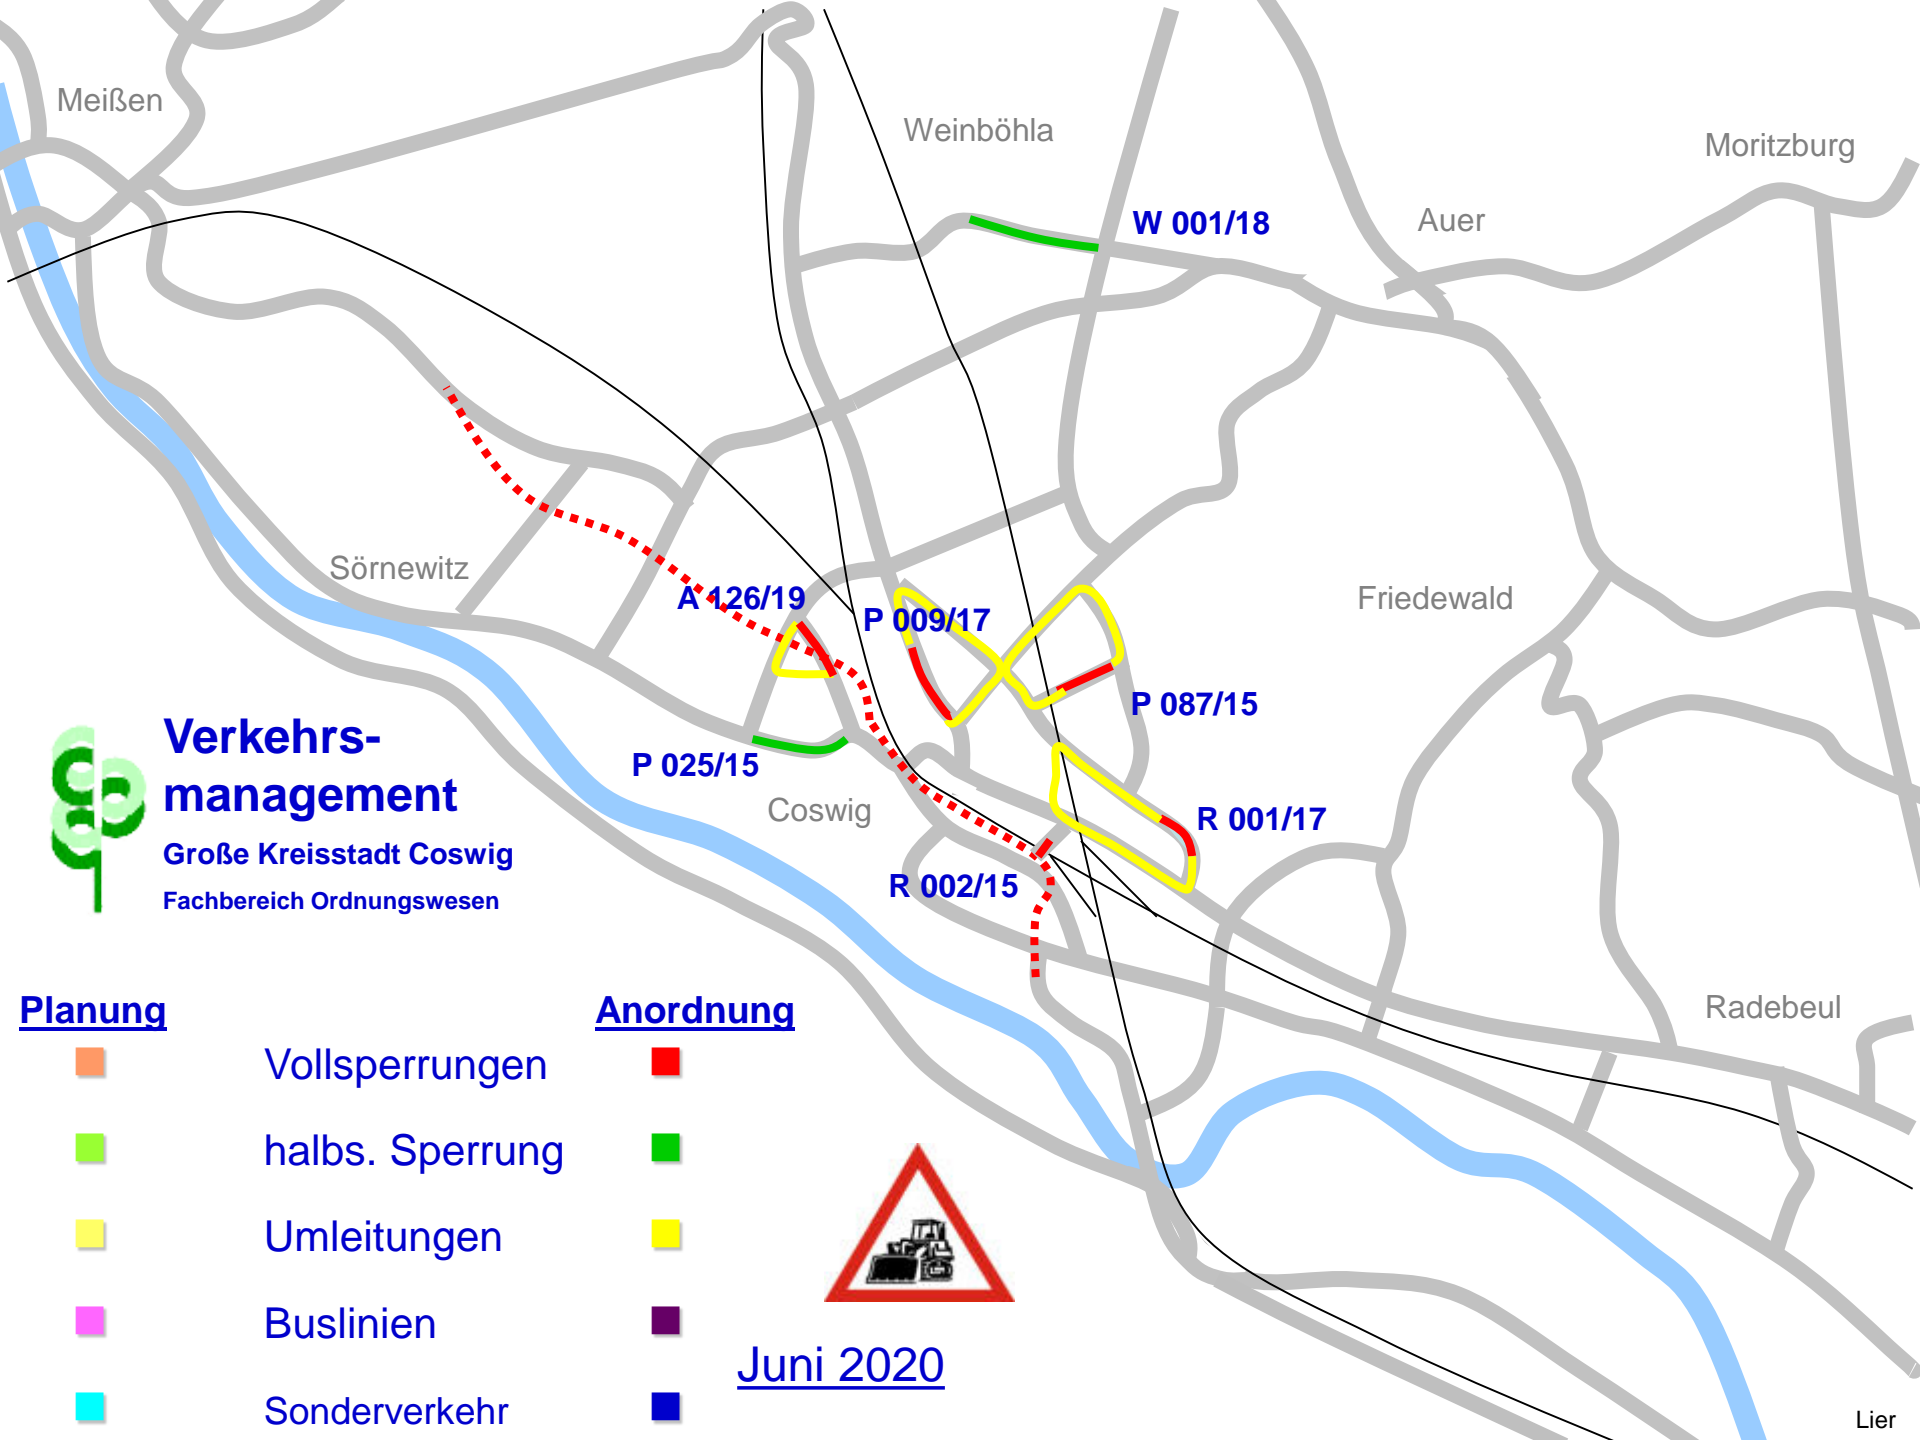 Meißen
Weinböhla
Moritzburg
Auer
W 001/18
Sörnewitz
A 126/19
P 009/17
Friedewald
P 087/15
P 025/15
Coswig
R 001/17
R 002/15
Verkehrs-
management
Große Kreisstadt Coswig
Fachbereich Ordnungswesen
Radebeul
Planung
Anordnung
Vollsperrungen
halbs. Sperrung
Umleitungen
Buslinien
Sonderverkehr
Juni 2020
Lier